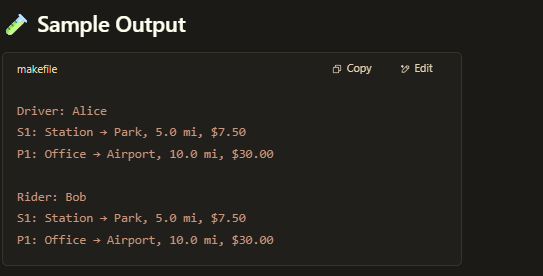 🧪 Sample Output
makefile
Copy
Edit
Driver: Alice
S1: Station → Park, 5.0 mi, $7.50
P1: Office → Airport, 10.0 mi, $30.00
Rider: Bob
S1: Station → Park, 5.0 mi, $7.50
P1: Office → Airport, 10.0 mi, $30.00